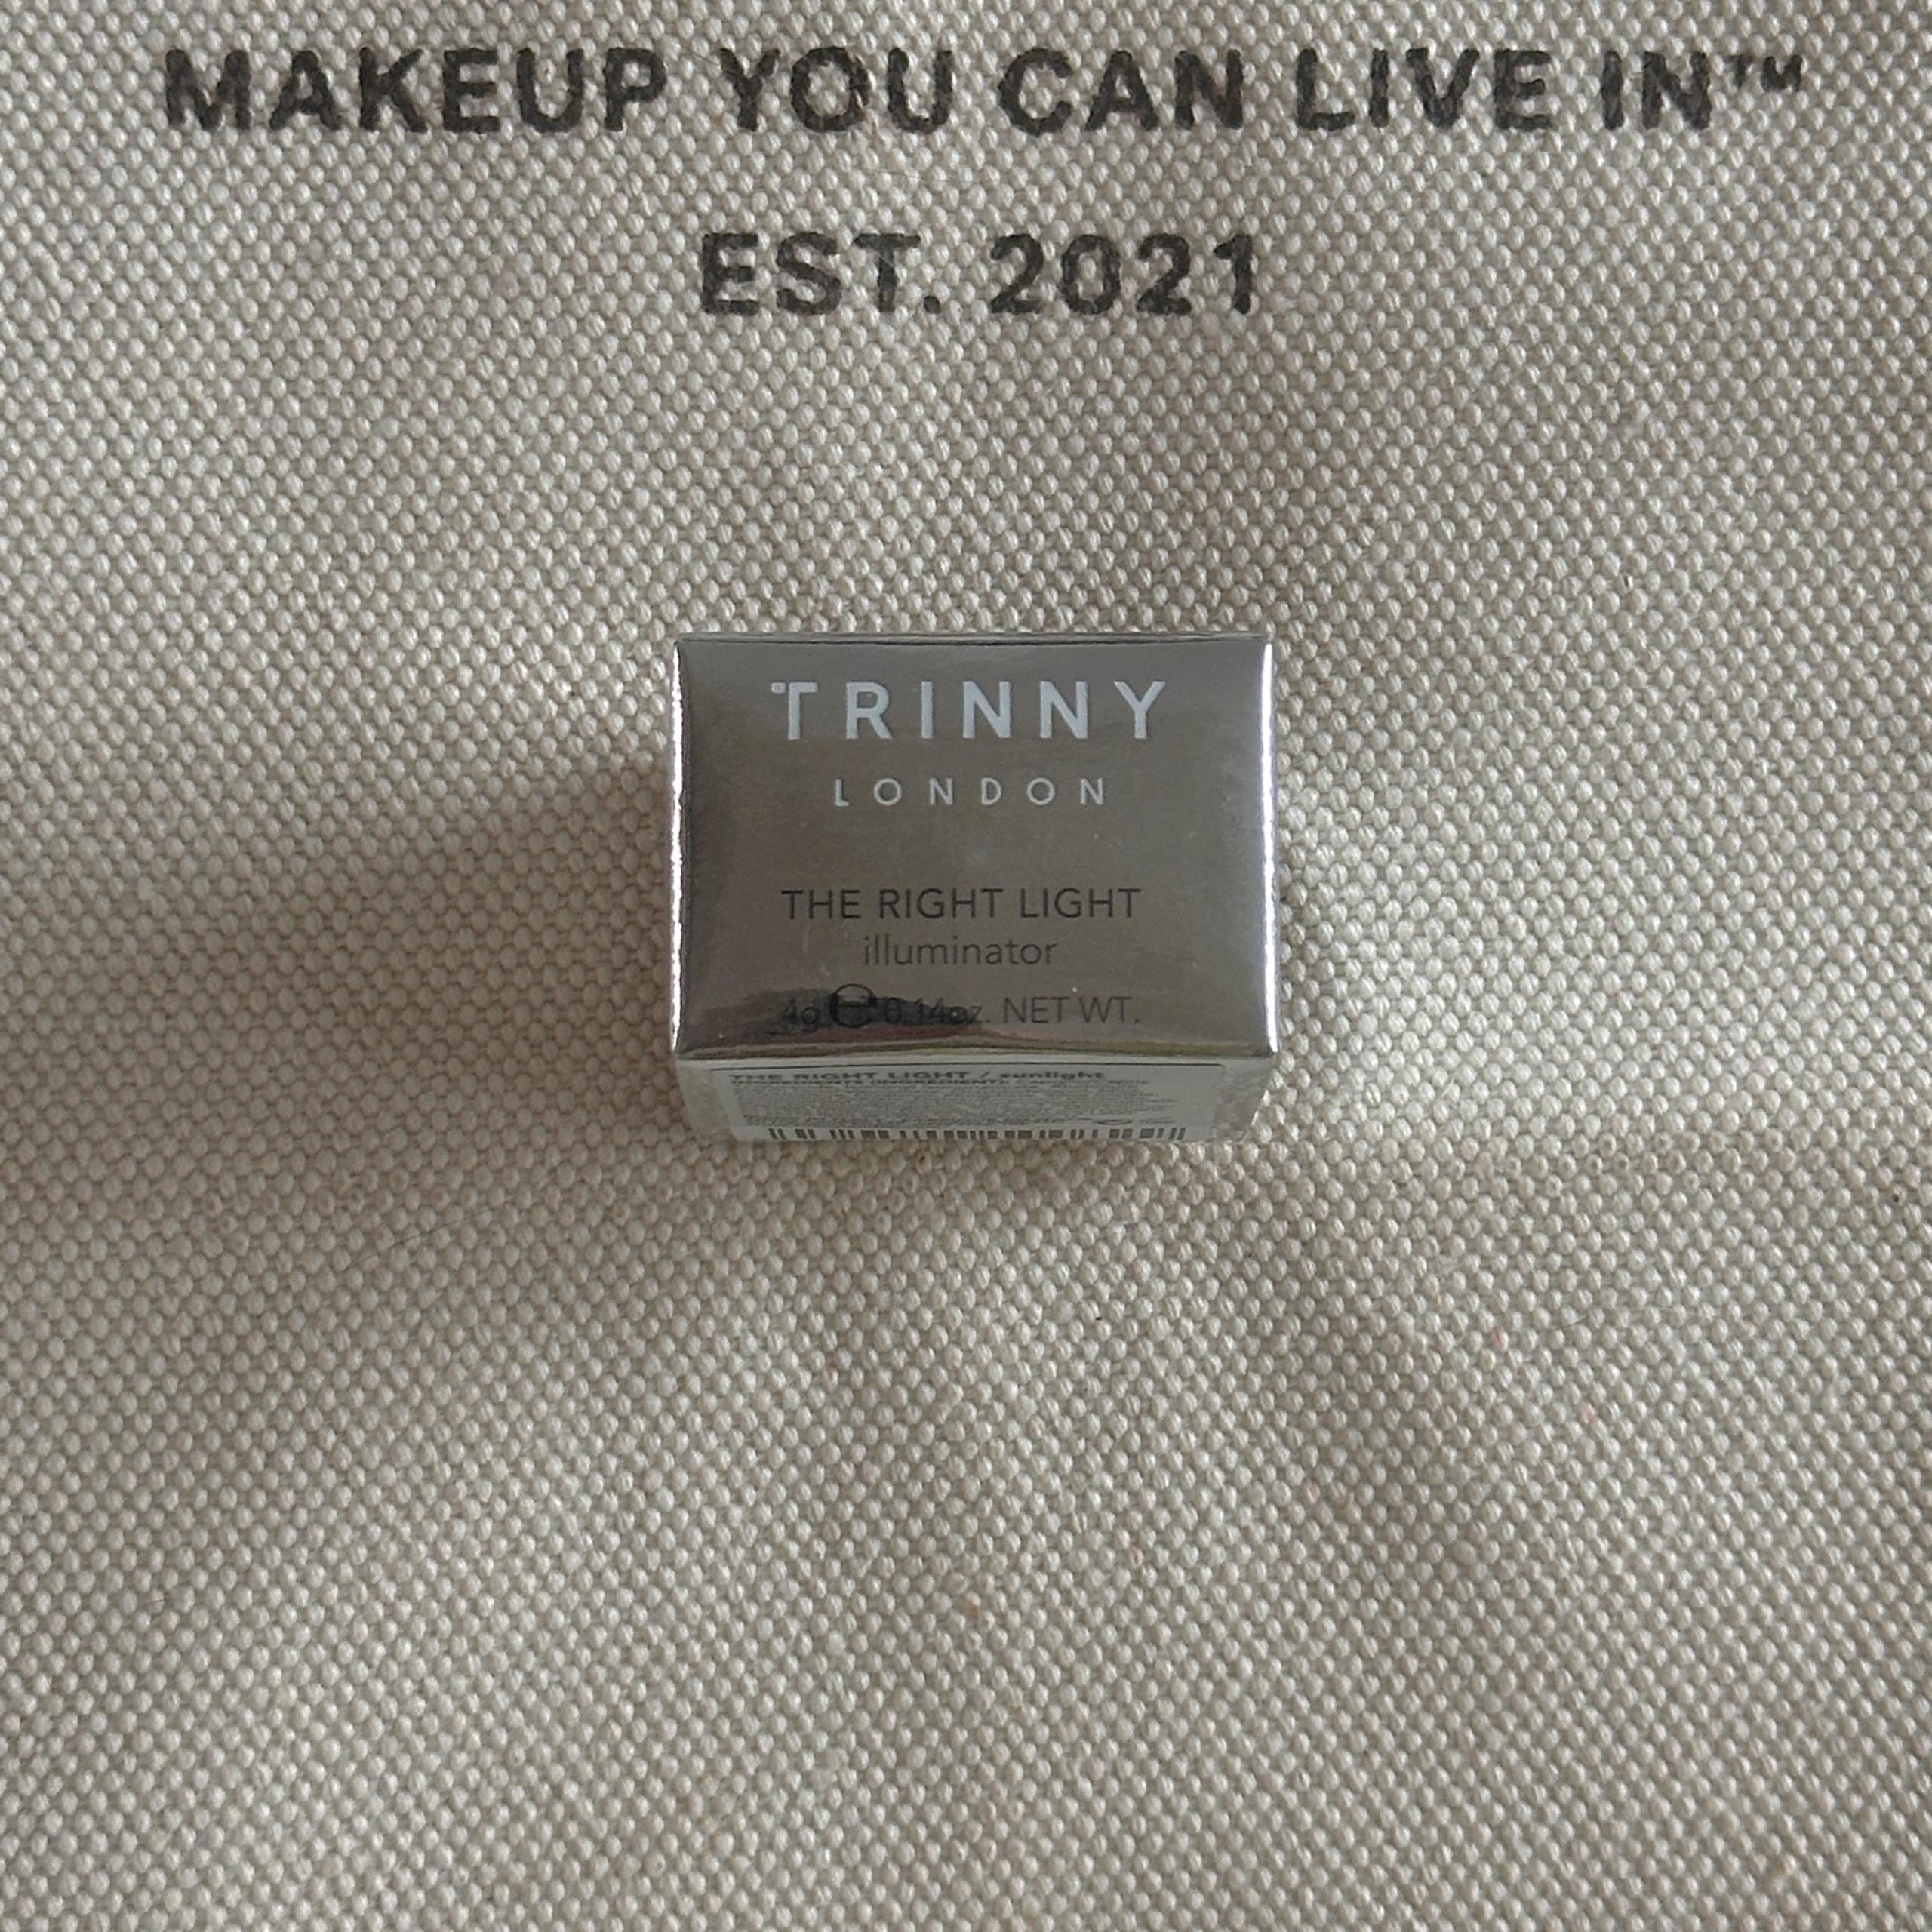 MAKEUP YOU CAN LIVE IN™
EST. 2021
TRINNY
LONDON
THE RIGHT LIGHT
illuminator
4g ℮ 0.14oz. NET WT.
THE RIGHT LIGHT / sunlight